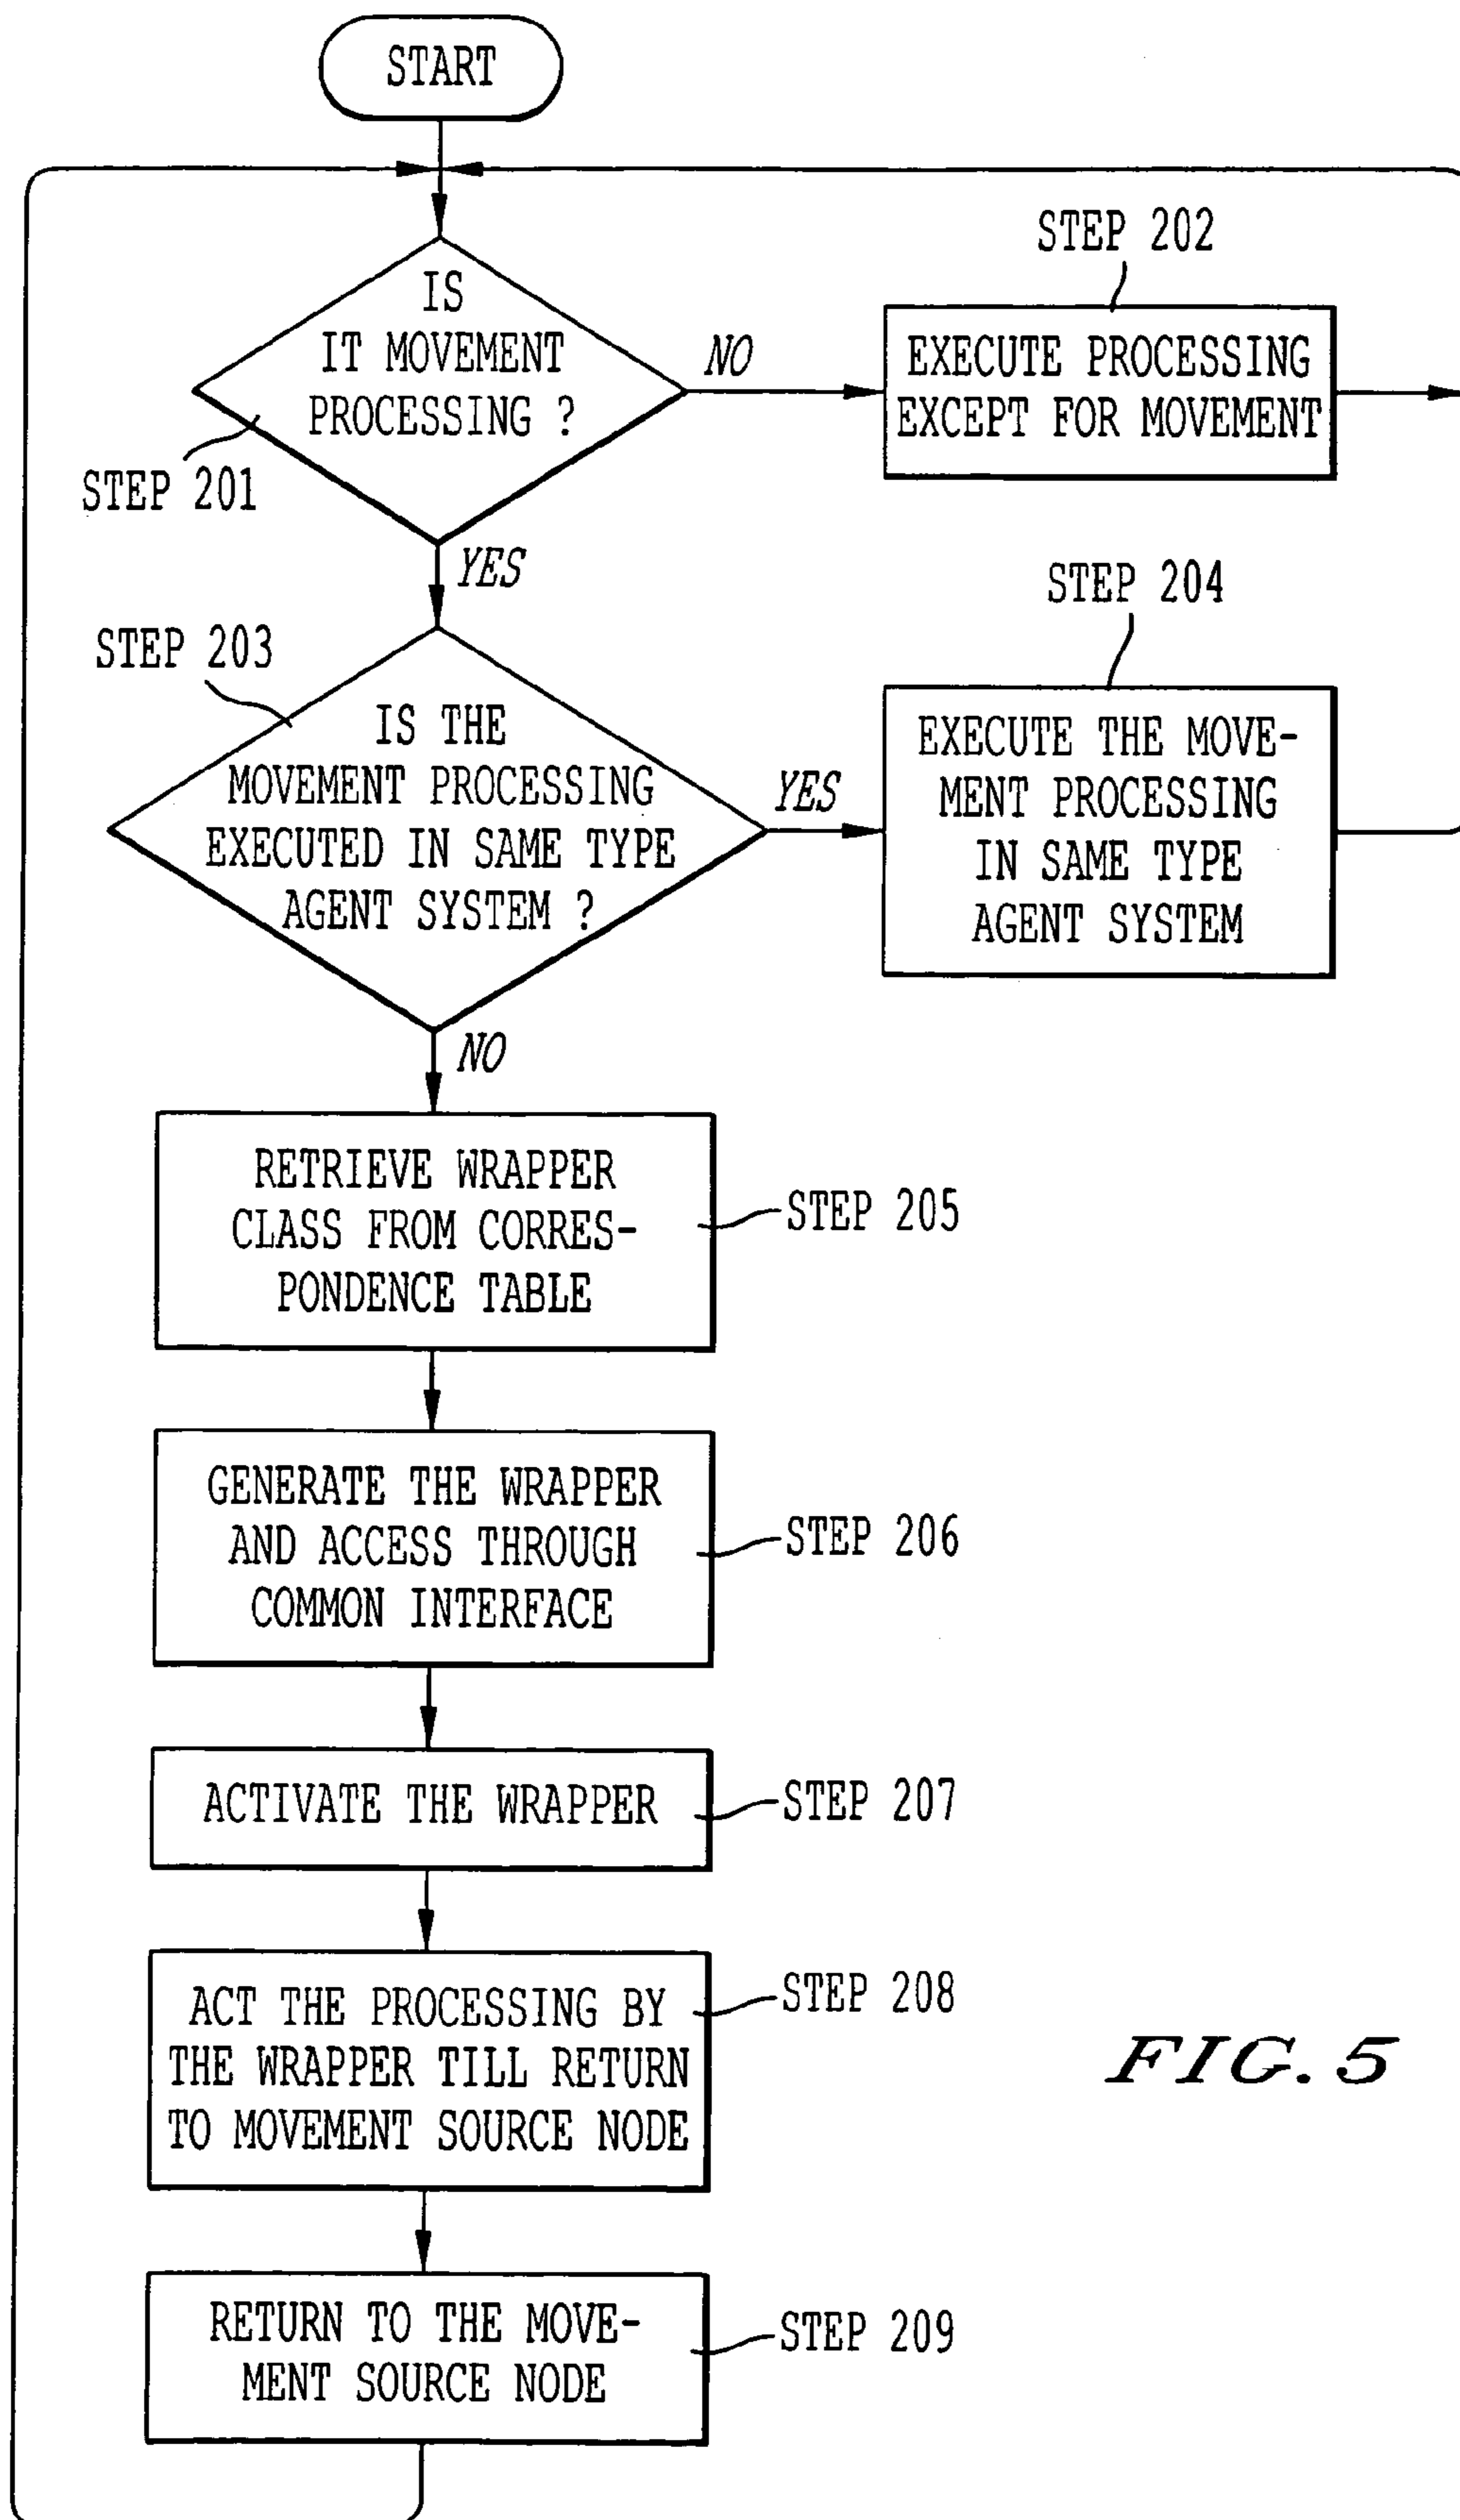 START
STEP 202
IS
IT MOVEMENT
PROCESSING ?
NO
EXECUTE PROCESSING
EXCEPT FOR MOVEMENT
STEP 201
YES
STEP 204
STEP 203
IS THE
MOVEMENT PROCESSING
EXECUTED IN SAME TYPE
AGENT SYSTEM ?
YES
EXECUTE THE MOVE-
MENT PROCESSING
IN SAME TYPE
AGENT SYSTEM
NO
RETRIEVE WRAPPER
CLASS FROM CORRES-
PONDENCE TABLE
STEP 205
GENERATE THE WRAPPER
AND ACCESS THROUGH
COMMON INTERFACE
STEP 206
ACTIVATE THE WRAPPER
STEP 207
ACT THE PROCESSING BY
THE WRAPPER TILL RETURN
TO MOVEMENT SOURCE NODE
STEP 208
FIG. 5
RETURN TO THE MOVE-
MENT SOURCE NODE
STEP 209